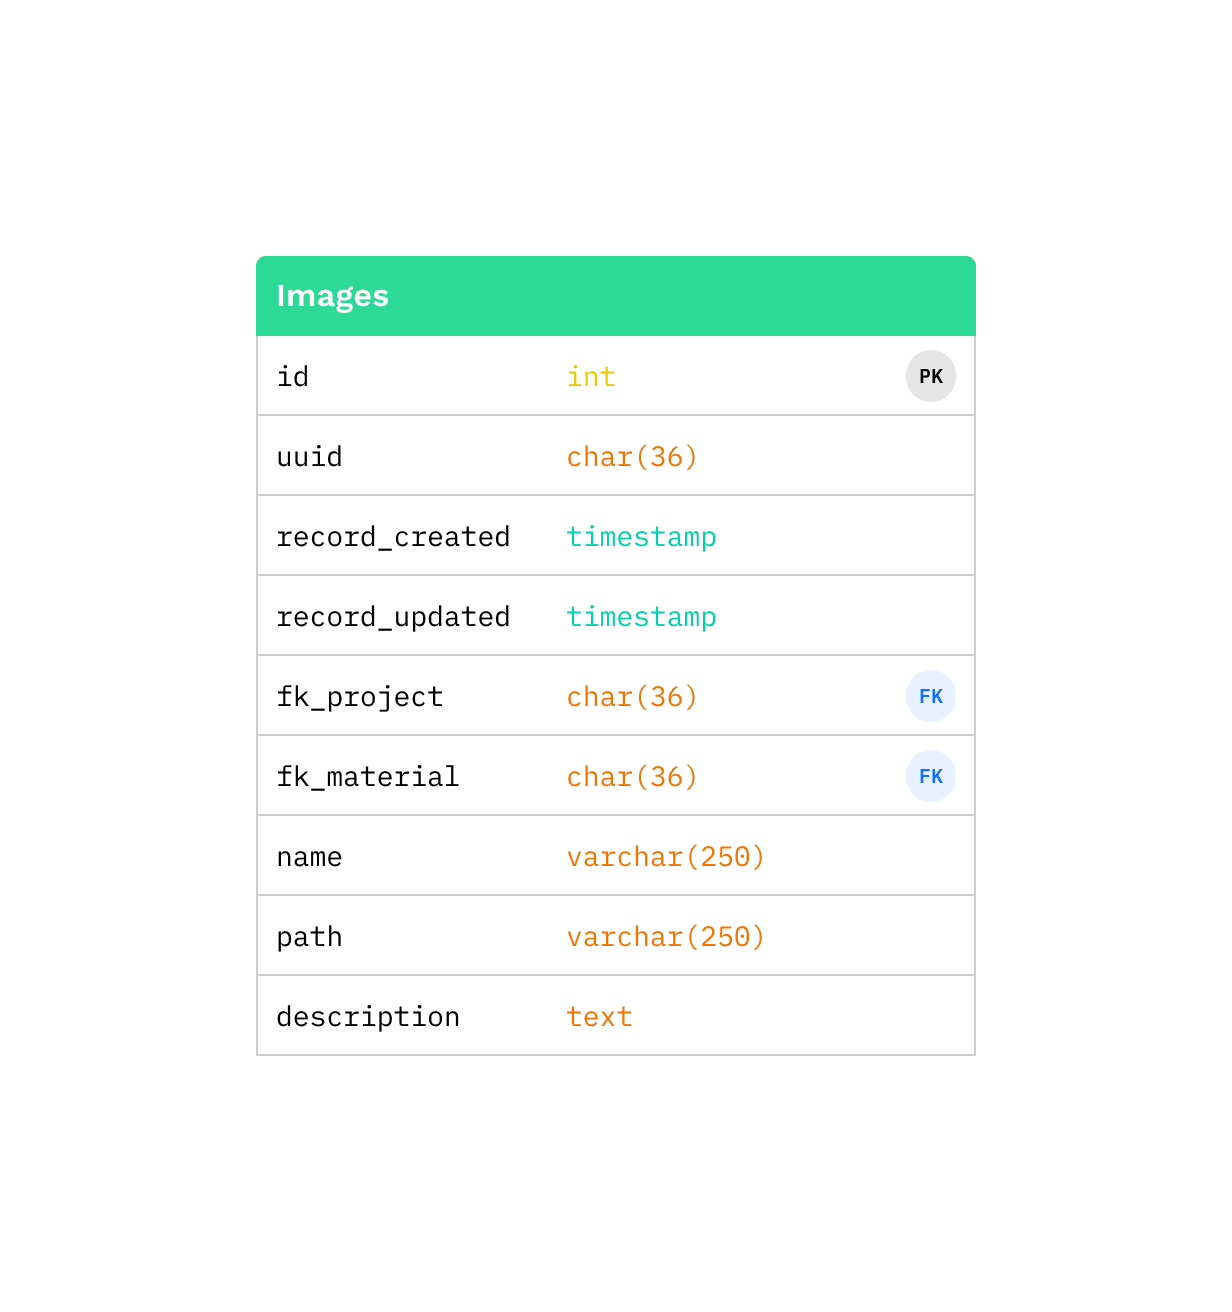 Images
id int PK
uuid char(36)
record_created timestamp
record_updated timestamp
fk_project char(36) FK
fk_material char(36) FK
name varchar(250)
path varchar(250)
description text